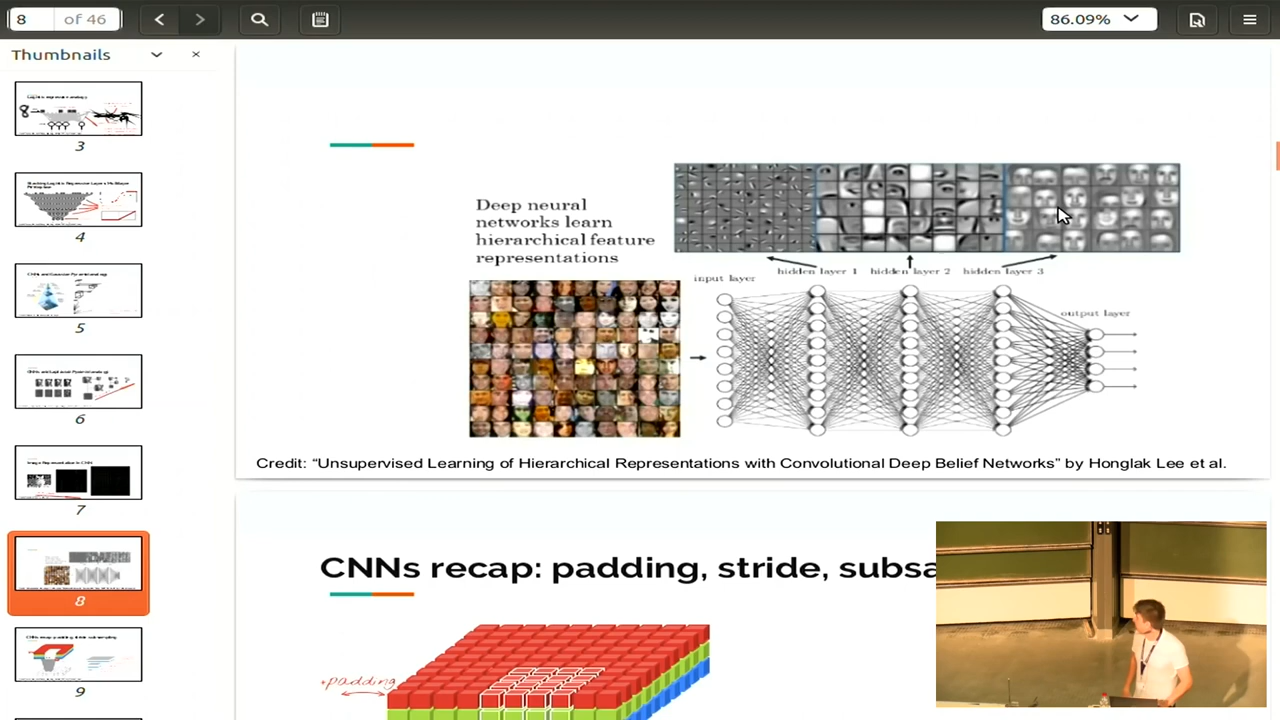 8 of 46
86.09%
Thumbnails
3
4
5
6
7
8
9
Deep neural
networks learn
hierarchical feature
representations
hidden layer 1 hidden layer 2 hidden layer 3
input layer
output layer
Credit: “Unsupervised Learning of Hierarchical Representations with Convolutional Deep Belief Networks” by Honglak Lee et al.
CNNs recap: padding, stride, subsa
+padding